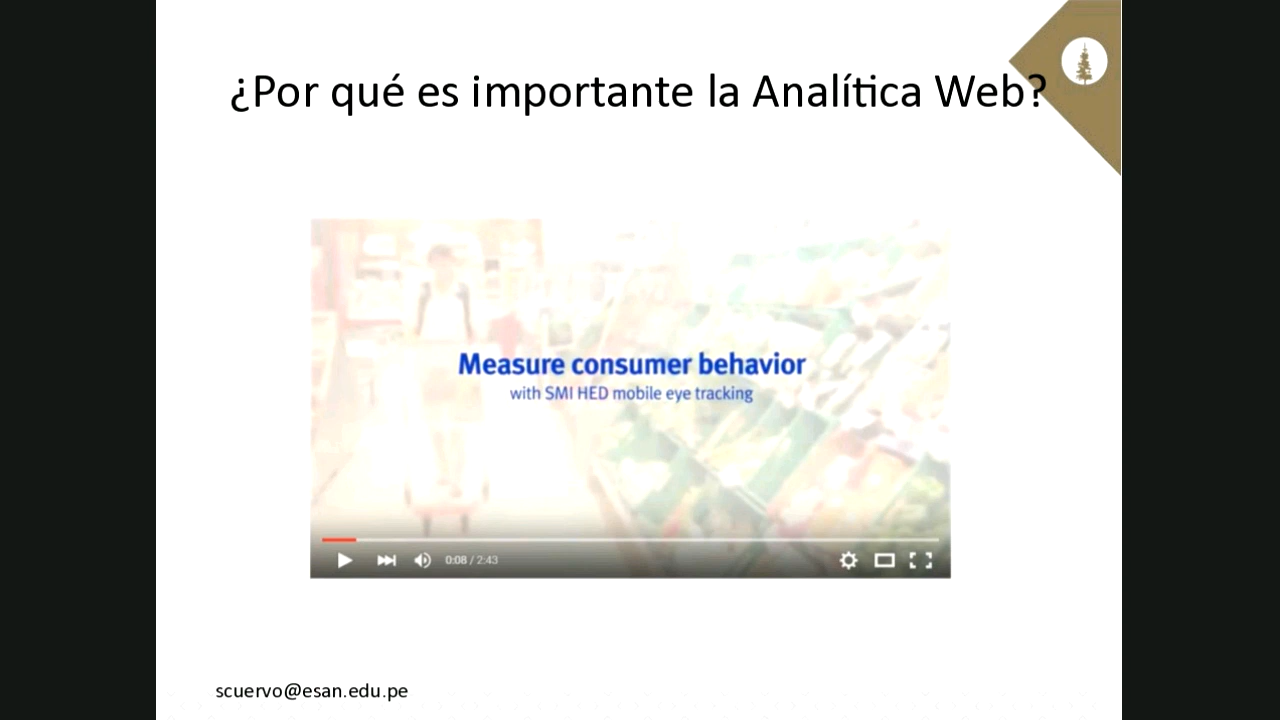 ¿Por qué es importante la Analítica Web?
Measure consumer behavior
with SMI HED mobile eye tracking
0:08 / 2:43
scuervo@esan.edu.pe